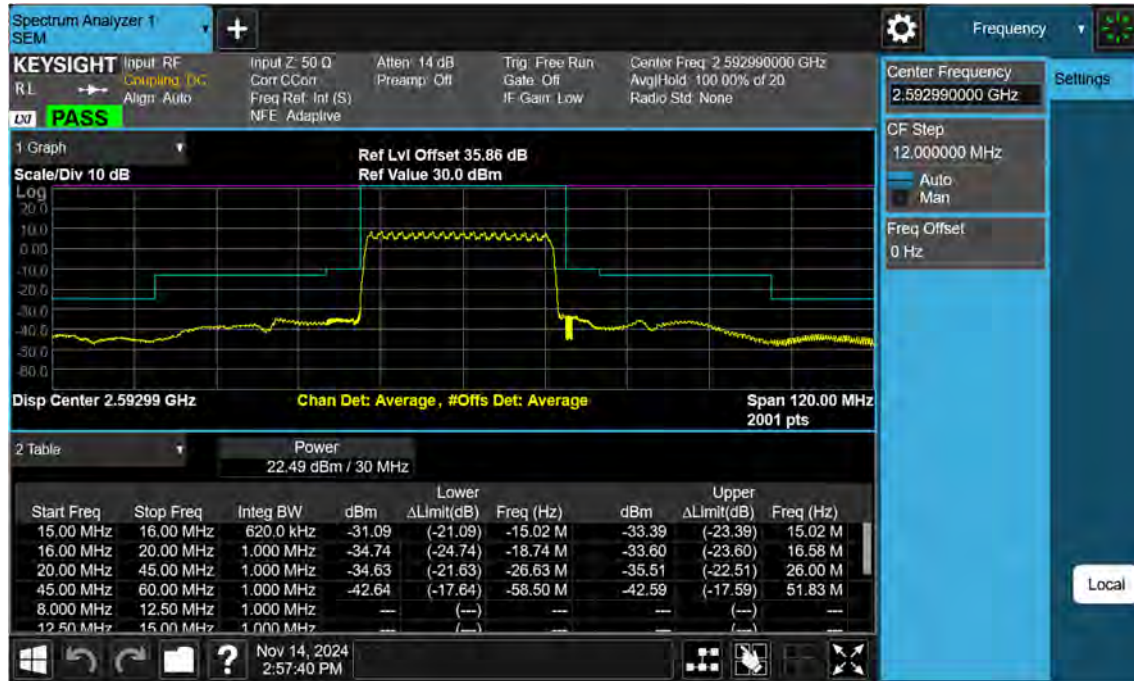 Spectrum Analyzer 1
SEM
+
Frequency
KEYSIGHT Input: RF
RL Coupling: DC
Align: Auto
LXI PASS
Input Z: 50 Ω
Corr CCorr
Freq Ref: Int (S)
NFE: Adaptive
Atten: 14 dB
Preamp: Off
Trig: Free Run
Gate: Off
IF Gain: Low
Center Freq: 2.592990000 GHz
Avg|Hold: 100.00% of 20
Radio Std: None
Center Frequency
2.592990000 GHz
Settings
CF Step
12.000000 MHz
Auto
Man
Freq Offset
0 Hz
Local
1 Graph
Scale/Div 10 dB
Ref Lvl Offset 35.86 dB
Ref Value 30.0 dBm
Log
20.0
10.0
0.00
-10.0
-20.0
-30.0
-40.0
-50.0
-60.0
Disp Center 2.59299 GHz Chan Det: Average, #Offs Det: Average Span 120.00 MHz
2001 pts
2 Table
Power
22.49 dBm / 30 MHz
Lower Upper
Start Freq Stop Freq Integ BW dBm ΔLimit(dB) Freq (Hz) dBm ΔLimit(dB) Freq (Hz)
15.00 MHz 16.00 MHz 620.0 kHz -31.09 (-21.09) -15.02 M -33.39 (-23.39) 15.02 M
16.00 MHz 20.00 MHz 1.000 MHz -34.74 (-24.74) -18.74 M -33.60 (-23.60) 16.58 M
20.00 MHz 45.00 MHz 1.000 MHz -34.63 (-21.63) -26.63 M -35.51 (-22.51) 26.00 M
45.00 MHz 60.00 MHz 1.000 MHz -42.64 (-17.64) -58.50 M -42.59 (-17.59) 51.83 M
8.000 MHz 12.50 MHz 1.000 MHz --- (---) --- --- (---) ---
12.50 MHz 15.00 MHz 1.000 MHz --- (---) --- --- (---) ---
? Nov 14, 2024
2:57:40 PM